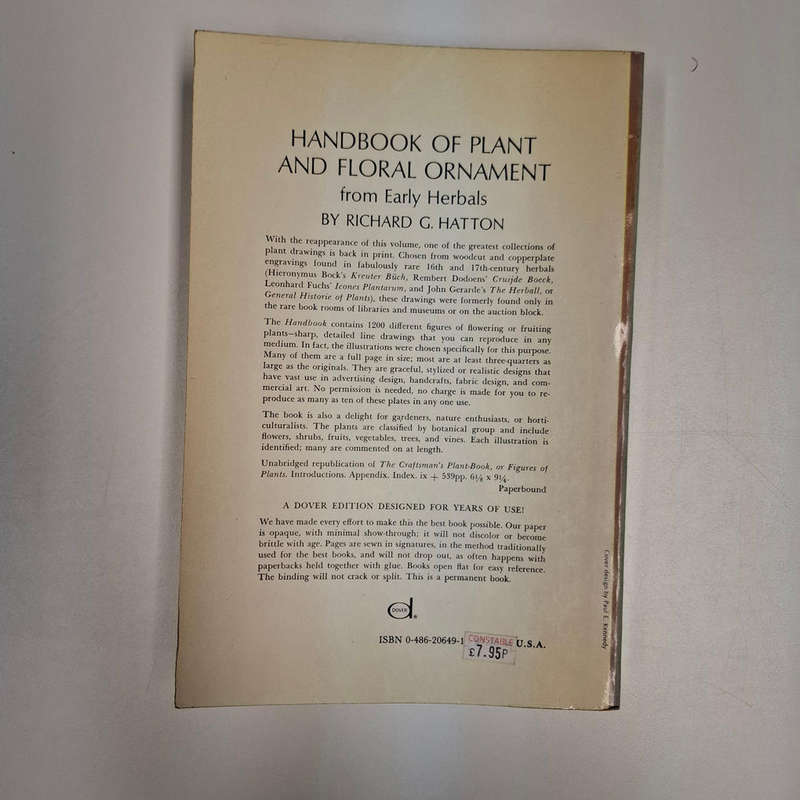 HANDBOOK OF PLANT
AND FLORAL ORNAMENT
from Early Herbals
BY RICHARD G. HATTON
With the reappearance of this volume, one of the greatest collections of
plant drawings is back in print. Chosen from woodcut and copperplate
engravings found in fabulously rare 16th and 17th-century herbals
(Hieronymus Bock's Kreuter Büch, Rembert Dodoens' Cruijde Boeck,
Leonhard Fuchs' Icones Plantarum, and John Gerarde's The Herball, or
General Historie of Plants), these drawings were formerly found only in
the rare book rooms of libraries and museums or on the auction block.
The Handbook contains 1200 different figures of flowering or fruiting
plants—sharp, detailed line drawings that you can reproduce in any
medium. In fact, the illustrations were chosen specifically for this purpose.
Many of them are a full page in size; most are at least three-quarters as
large as the originals. They are graceful, stylized or realistic designs that
have vast use in advertising design, handcrafts, fabric design, and com-
mercial art. No permission is needed, no charge is made for you to re-
produce as many as ten of these plates in any one use.
The book is also a delight for gardeners, nature enthusiasts, or horti-
culturalists. The plants are classified by botanical group and include
flowers, shrubs, fruits, vegetables, trees, and vines. Each illustration is
identified; many are commented on at length.
Unabridged republication of The Craftsman's Plant-Book, or Figures of
Plants. Introductions. Appendix. Index. ix + 539pp. 6⅛ x 9¼.
Paperbound
A DOVER EDITION DESIGNED FOR YEARS OF USE!
We have made every effort to make this the best book possible. Our paper
is opaque, with minimal show-through; it will not discolor or become
brittle with age. Pages are sewn in signatures, in the method traditionally
used for the best books, and will not drop out, as often happens with
paperbacks held together with glue. Books open flat for easy reference.
The binding will not crack or split. This is a permanent book.
DOVER ®
ISBN 0-486-20649-1 CONSTABLE U.S.A.
£7.95P
Cover design by Paul E. Kennedy